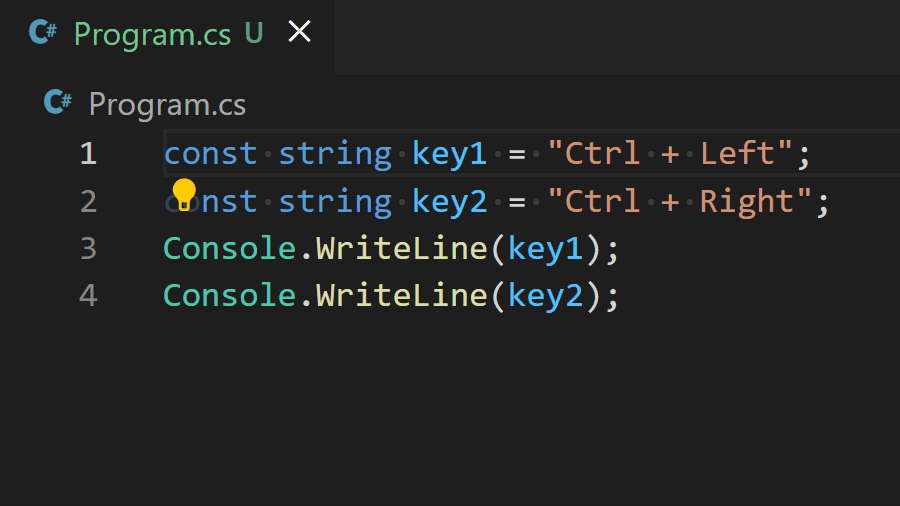 C# Program.cs U ×
C# Program.cs
1 const string key1 = "Ctrl + Left";
2 const string key2 = "Ctrl + Right";
3 Console.WriteLine(key1);
4 Console.WriteLine(key2);